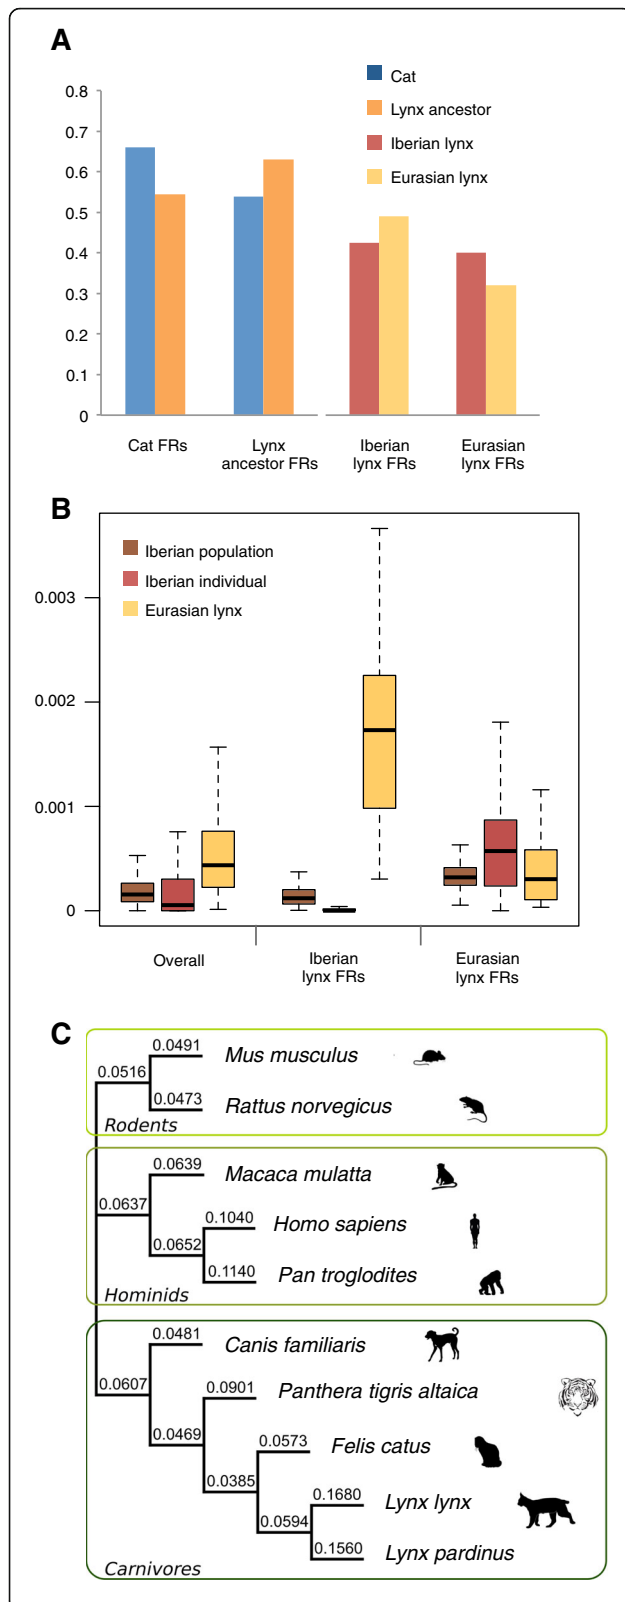 A
Cat
Lynx ancestor
Iberian lynx
Eurasian lynx
0.8
0.7
0.6
0.5
0.4
0.3
0.2
0.1
0
Cat FRs
Lynx
ancestor FRs
Iberian
lynx FRs
Eurasian
lynx FRs
B
Iberian population
Iberian individual
Eurasian lynx
0.003
0.002
0.001
0
Overall
Iberian
lynx FRs
Eurasian
lynx FRs
C
0.0491
Mus musculus
0.0516
0.0473
Rattus norvegicus
Rodents
0.0639
Macaca mulatta
0.0637
0.1040
Homo sapiens
0.0652
0.1140
Pan troglodites
Hominids
0.0481
Canis familiaris
0.0607
0.0901
Panthera tigris altaica
0.0469
0.0573
Felis catus
0.0385
0.1680
Lynx lynx
0.0594
0.1560
Lynx pardinus
Carnivores